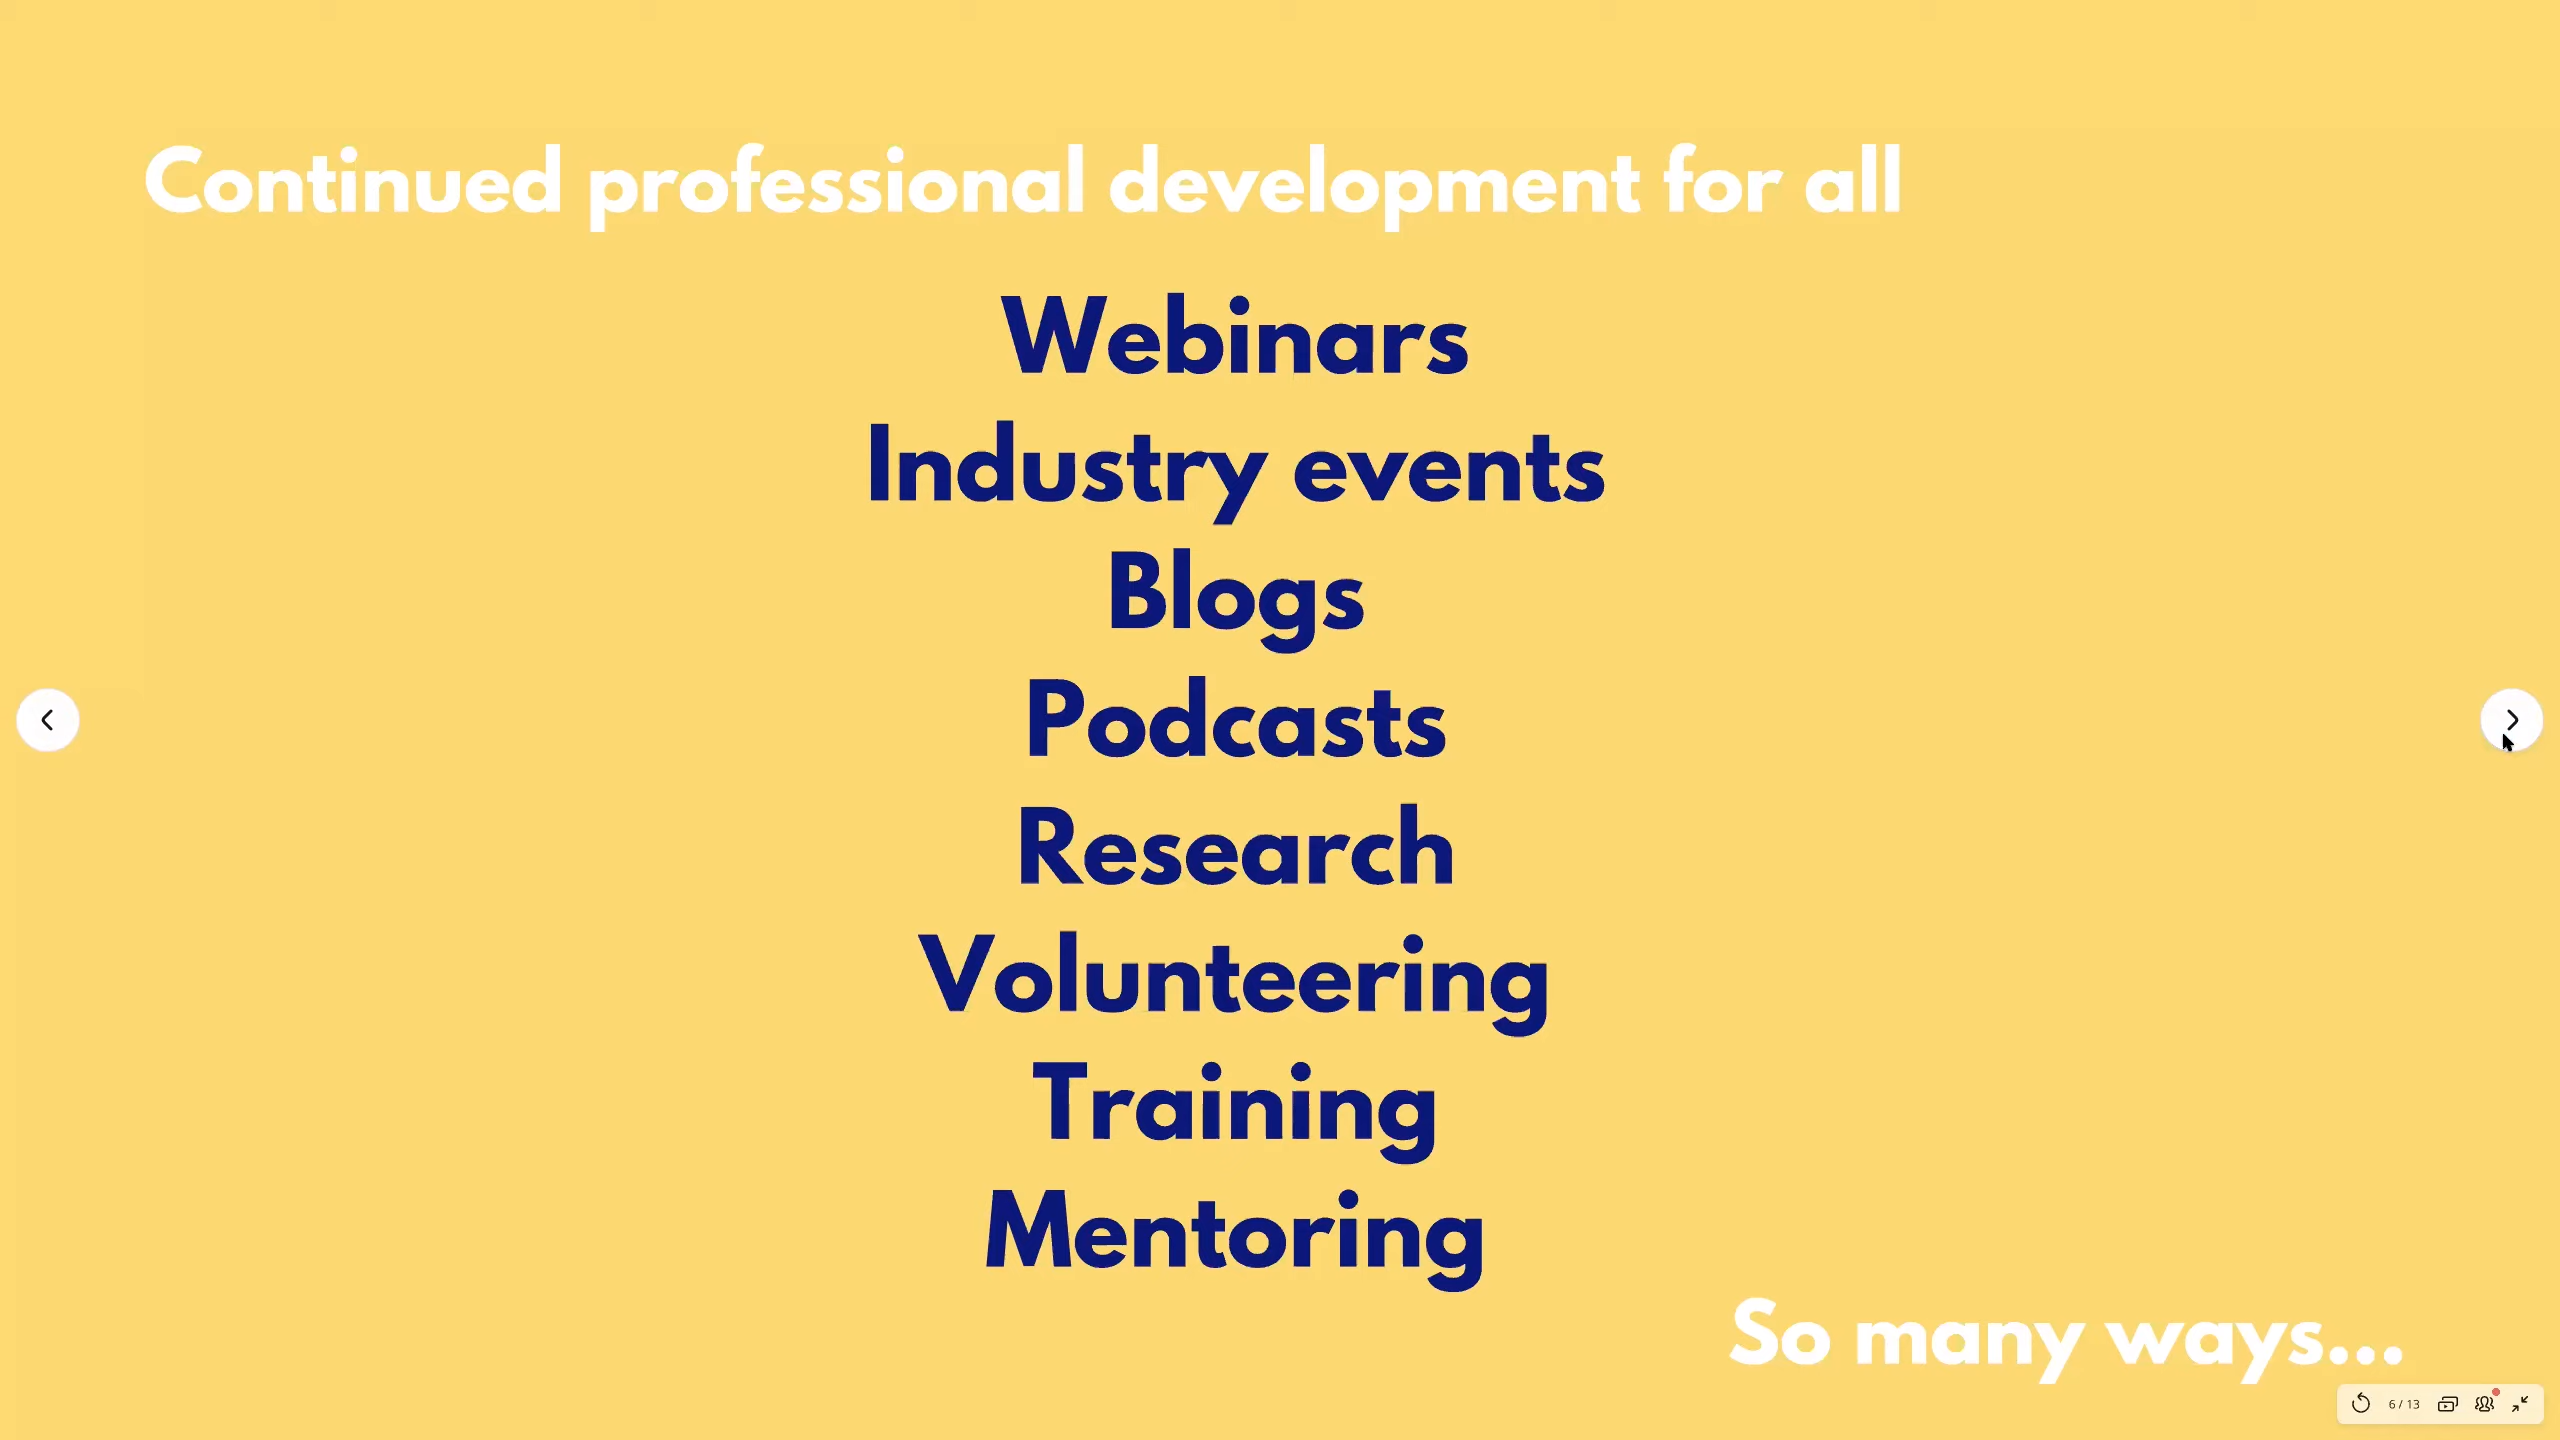 Continued professional development for all
Webinars
Industry events
Blogs
Podcasts
Research
Volunteering
Training
Mentoring
So many ways...
6 / 13